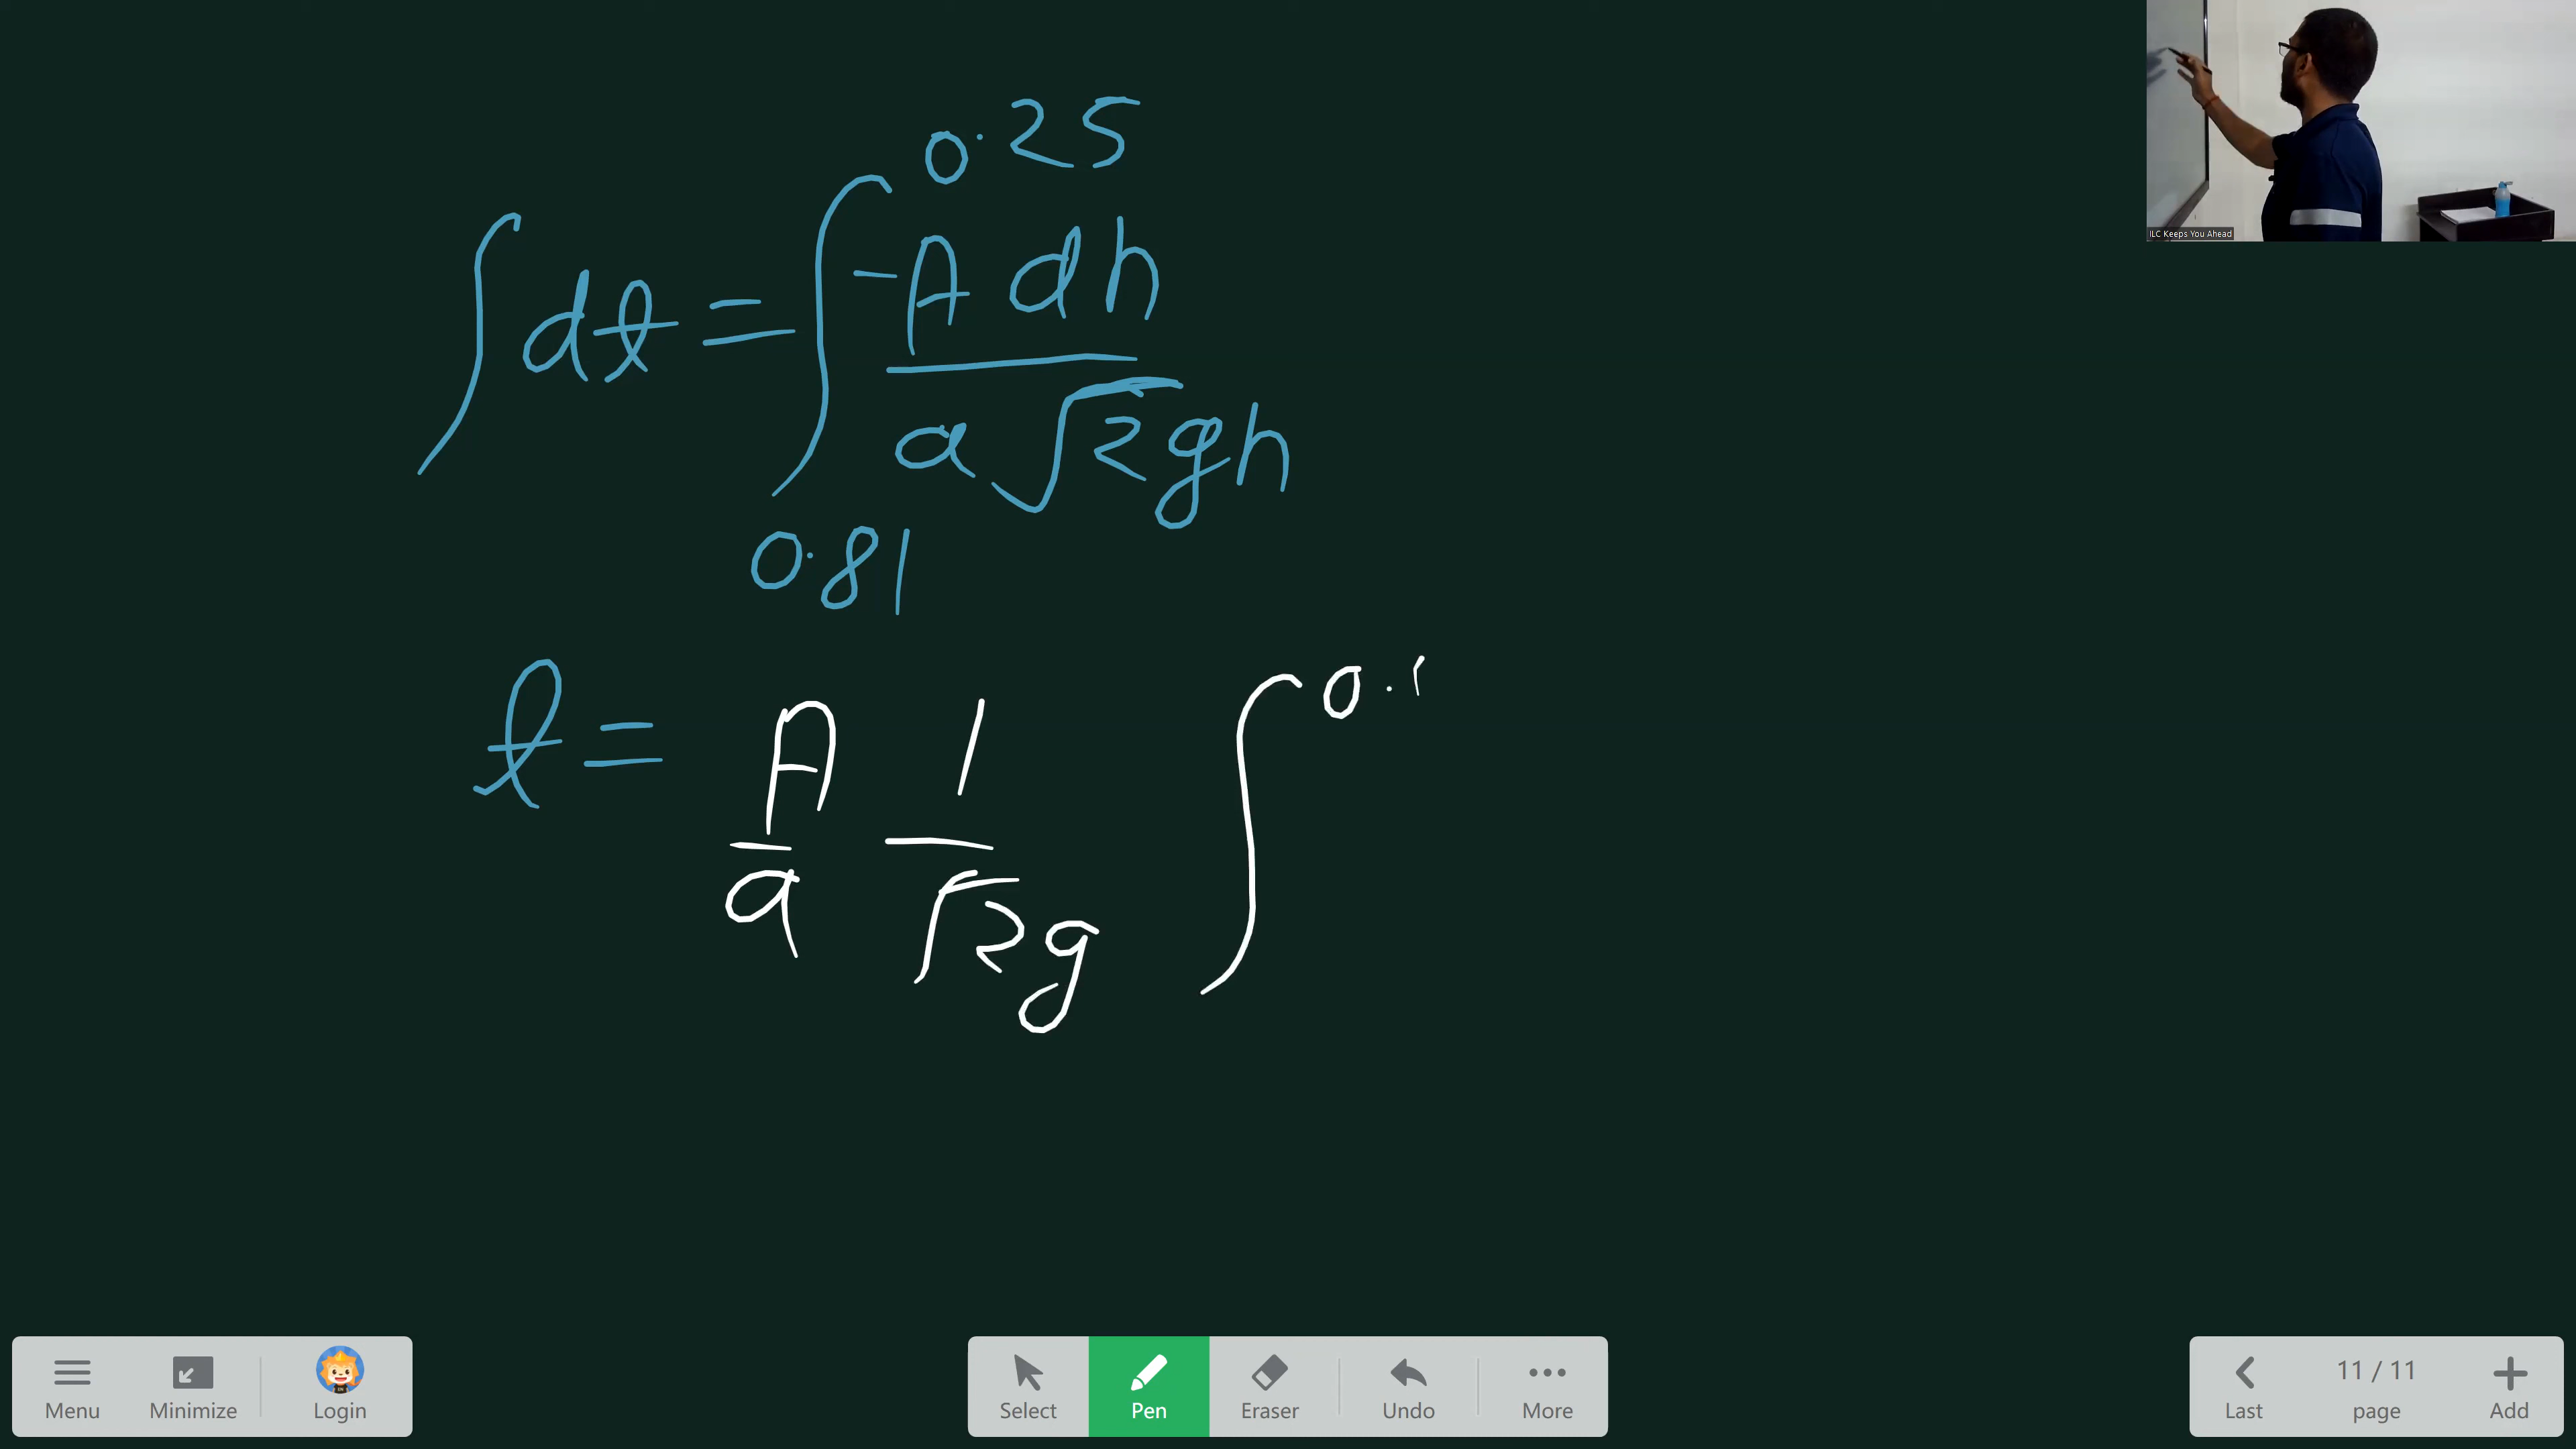 ∫ dt = ∫ 0.25
-A dh
a √2gh
0.81
t = A 1 ∫ 0.
a √2g
ILC Keeps You Ahead
Menu Minimize Login Select Pen Eraser Undo More Last 11 / 11 page Add